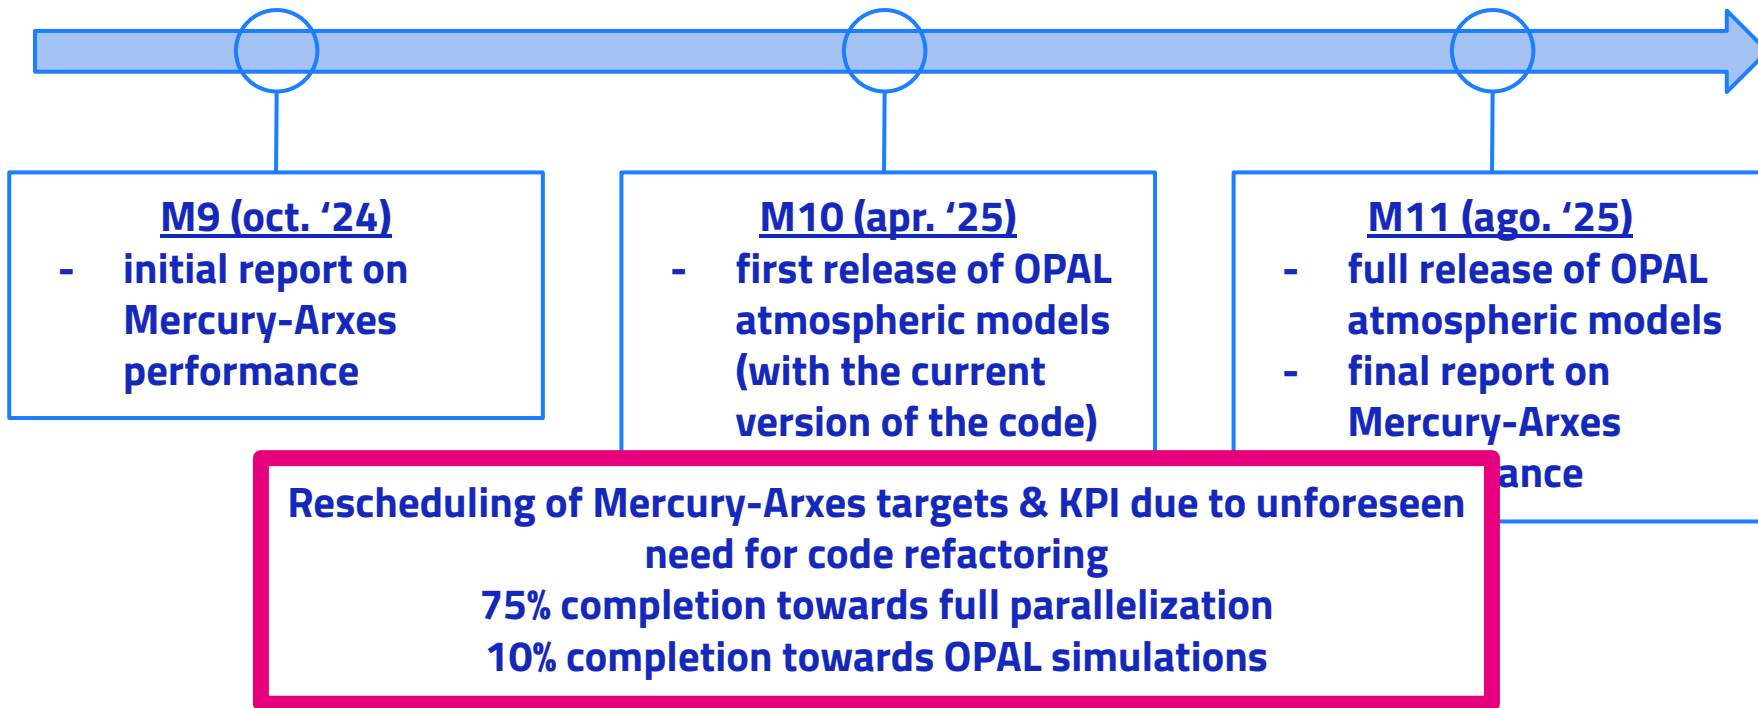 M9 (oct. ‘24)
- initial report on
Mercury-Arxes
performance
M10 (apr. ‘25)
- first release of OPAL
atmospheric models
(with the current
version of the code)
M11 (ago. ‘25)
- full release of OPAL
atmospheric models
- final report on
Mercury-Arxes
ance
Rescheduling of Mercury-Arxes targets & KPI due to unforeseen
need for code refactoring
75% completion towards full parallelization
10% completion towards OPAL simulations